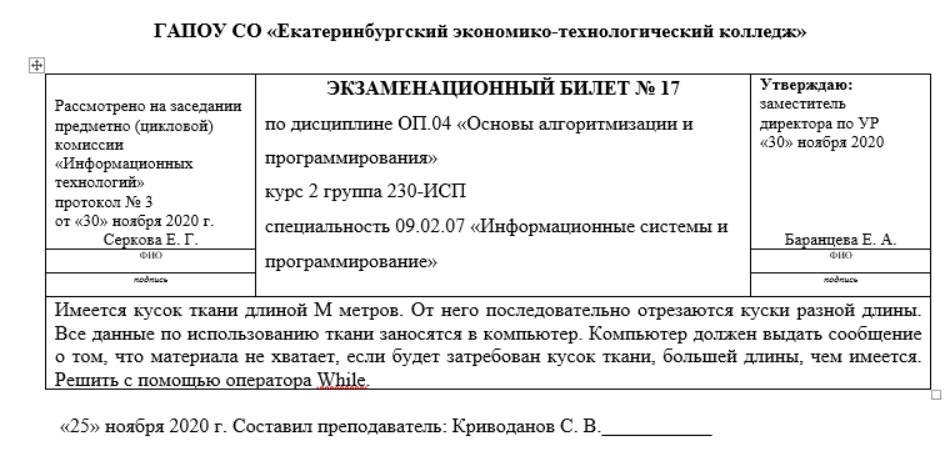 ГАПОУ СО «Екатеринбургский экономико-технологический колледж»
Рассмотрено на заседании
предметно (цикловой)
комиссии
«Информационных
технологий»
протокол № 3
от «30» ноября 2020 г.
Серкова Е. Г.
ФИО
подпись
ЭКЗАМЕНАЦИОННЫЙ БИЛЕТ № 17
по дисциплине ОП.04 «Основы алгоритмизации и
программирования»
курс 2 группа 230-ИСП
специальность 09.02.07 «Информационные системы и
программирование»
Утверждаю:
заместитель
директора по УР
«30» ноября 2020
Баранцева Е. А.
ФИО
подпись
Имеется кусок ткани длиной М метров. От него последовательно отрезаются куски разной длины.
Все данные по использованию ткани заносятся в компьютер. Компьютер должен выдать сообщение
о том, что материала не хватает, если будет затребован кусок ткани, большей длины, чем имеется.
Решить с помощью оператора While.
«25» ноября 2020 г. Составил преподаватель: Криводанов С. В.____________